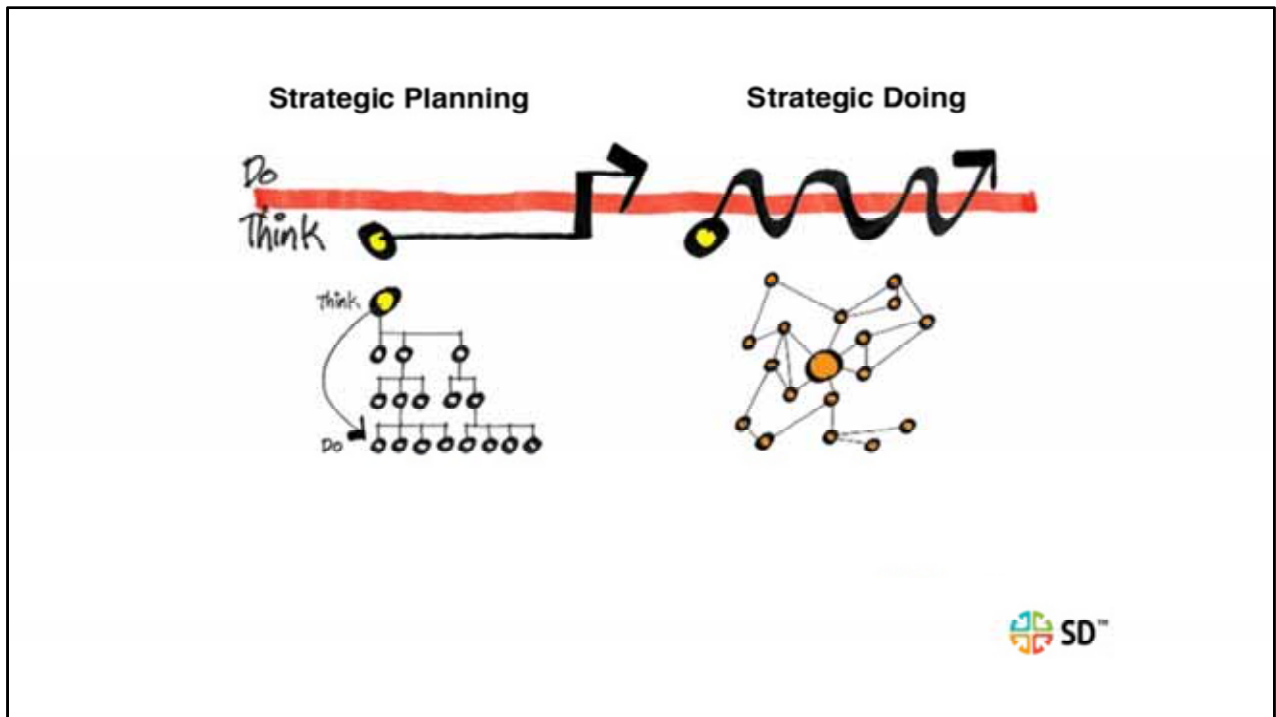 Strategic Planning
Strategic Doing
Do
Think
Think
Do
SD™